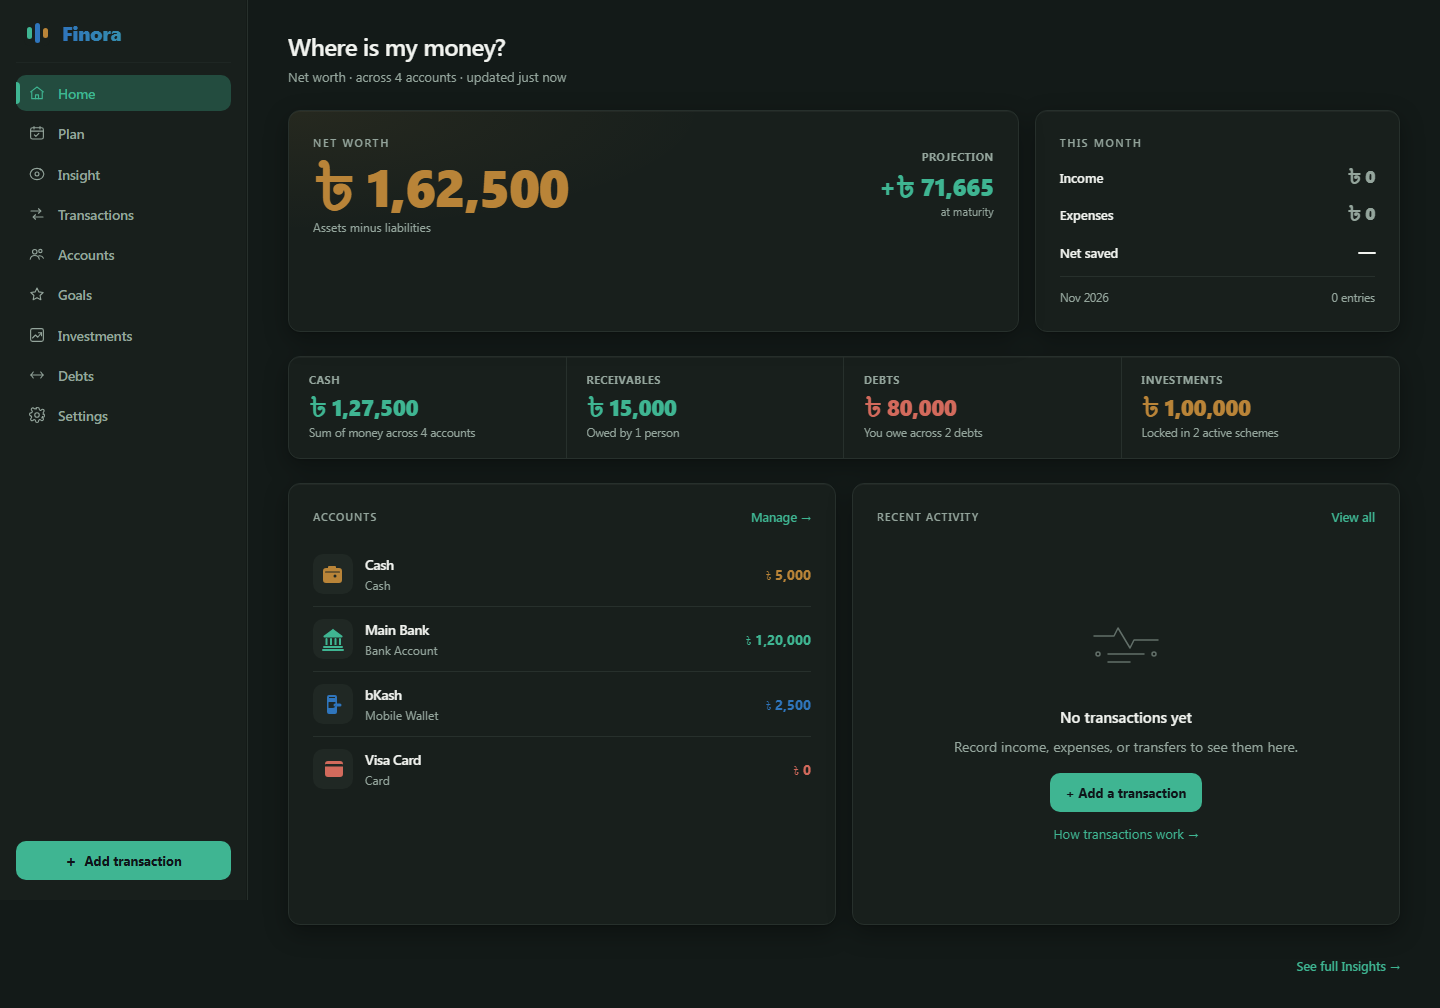 Finora
Home
Plan
Insight
Transactions
Accounts
Goals
Investments
Debts
Settings
+ Add transaction
Where is my money?
Net worth · across 4 accounts · updated just now
NET WORTH
৳ 1,62,500
Assets minus liabilities
PROJECTION
+৳ 71,665
at maturity
THIS MONTH
Income ৳ 0
Expenses ৳ 0
Net saved —
Nov 2026 0 entries
CASH
৳ 1,27,500
Sum of money across 4 accounts
RECEIVABLES
৳ 15,000
Owed by 1 person
DEBTS
৳ 80,000
You owe across 2 debts
INVESTMENTS
৳ 1,00,000
Locked in 2 active schemes
ACCOUNTS Manage →
Cash
Cash
৳ 5,000
Main Bank
Bank Account
৳ 1,20,000
bKash
Mobile Wallet
৳ 2,500
Visa Card
Card
৳ 0
RECENT ACTIVITY View all
No transactions yet
Record income, expenses, or transfers to see them here.
+ Add a transaction
How transactions work →
See full Insights →